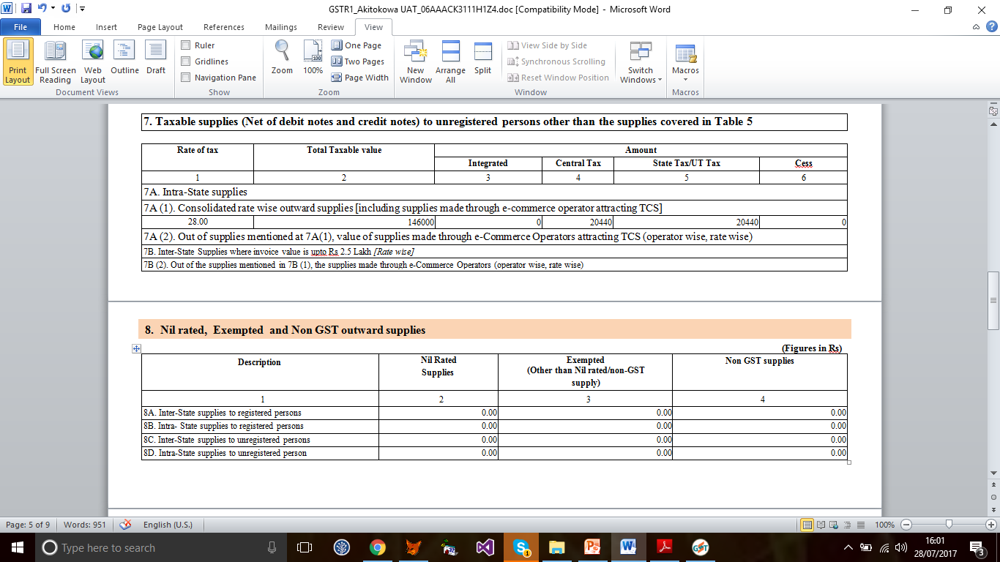 GSTR1_Akitokowa UAT_06AAACK3111H1Z4.doc [Compatibility Mode] - Microsoft Word
File Home Insert Page Layout References Mailings Review View
Print Layout
Full Screen Reading
Web Layout
Outline
Draft
Document Views
Ruler
Gridlines
Navigation Pane
Show
Zoom
100%
One Page
Two Pages
Page Width
Zoom
New Window
Arrange All
Split
View Side by Side
Synchronous Scrolling
Reset Window Position
Window
Switch Windows
Macros
Macros
7. Taxable supplies (Net of debit notes and credit notes) to unregistered persons other than the supplies covered in Table 5
Rate of tax Total Taxable value Amount
Integrated Central Tax State Tax/UT Tax Cess
1 2 3 4 5 6
7A. Intra-State supplies
7A (1). Consolidated rate wise outward supplies [including supplies made through e-commerce operator attracting TCS]
28.00 146000 0 20440 20440 0
7A (2). Out of supplies mentioned at 7A(1), value of supplies made through e-Commerce Operators attracting TCS (operator wise, rate wise)
7B. Inter-State Supplies where invoice value is upto Rs 2.5 Lakh [Rate wise]
7B (2). Out of the supplies mentioned in 7B (1), the supplies made through e-Commerce Operators (operator wise, rate wise)
8. Nil rated, Exempted and Non GST outward supplies
(Figures in Rs)
Description Nil Rated Supplies Exempted (Other than Nil rated/non-GST supply) Non GST supplies
1 2 3 4
8A. Inter-State supplies to registered persons 0.00 0.00 0.00
8B. Intra- State supplies to registered persons 0.00 0.00 0.00
8C. Inter-State supplies to unregistered persons 0.00 0.00 0.00
8D. Intra-State supplies to unregistered person 0.00 0.00 0.00
Page: 5 of 9 Words: 951 English (U.S.) 100%
Type here to search
16:01
28/07/2017